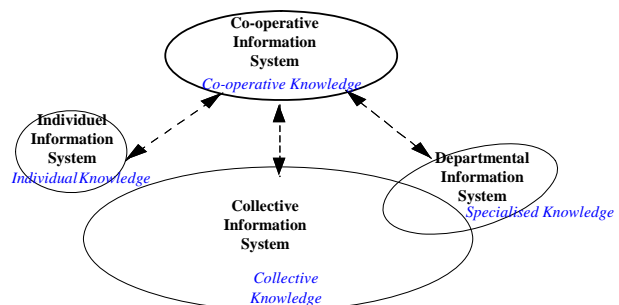 Co-operative
Information
System
Co-operative Knowledge
Individuel
Information
System
Individual Knowledge
Departmental
Information
System
Specialised Knowledge
Collective
Information
System
Collective
Knowledge